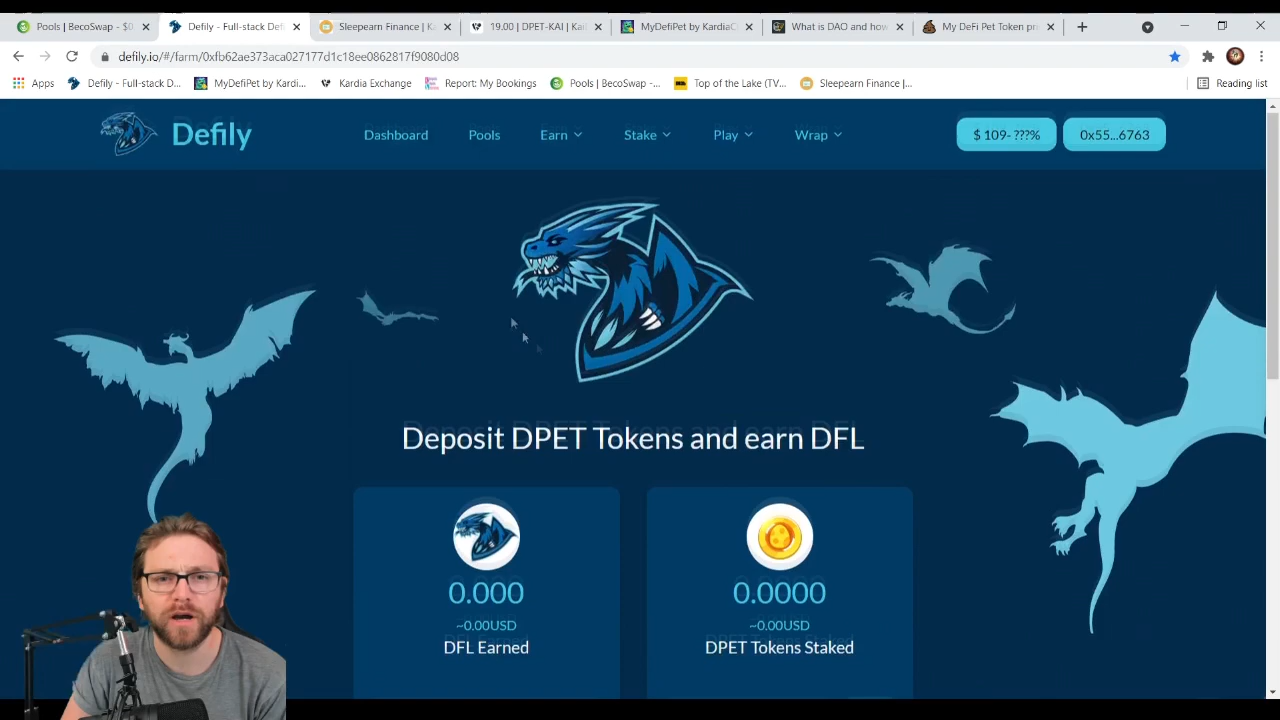 Pools | BecoSwap - $0
Defily - Full-stack Def
Sleepearn Finance | K
19.00 | DPET-KAI | Kai
MyDefiPet by KardiaC
What is DAO and how
My DeFi Pet Token pr
defily.io/#/farm/0xfb62ae373aca027177d1c18ee0862817f9080d08
Apps
Defily - Full-stack D...
MyDefiPet by Kardi...
Kardia Exchange
Report: My Bookings
Pools | BecoSwap -...
Top of the Lake (TV...
Sleepearn Finance |...
Reading list
Defily
Dashboard
Pools
Earn
Stake
Play
Wrap
$ 109- ???%
0x55...6763
Deposit DPET Tokens and earn DFL
0.000
~0.00USD
DFL Earned
0.0000
~0.00USD
DPET Tokens Staked